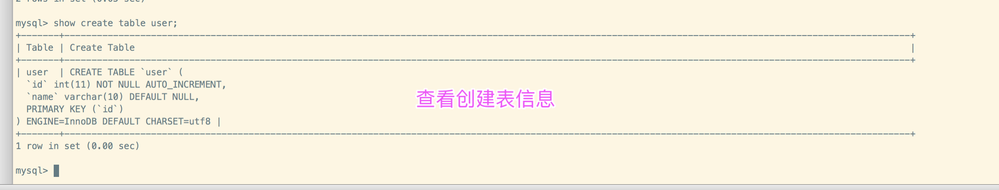 2 rows in set (0.03 sec)
mysql> show create table user;
| Table | Create Table |
| user | CREATE TABLE `user` (
`id` int(11) NOT NULL AUTO_INCREMENT,
`name` varchar(10) DEFAULT NULL,
PRIMARY KEY (`id`)
) ENGINE=InnoDB DEFAULT CHARSET=utf8 |
查看创建表信息
1 row in set (0.00 sec)
mysql>